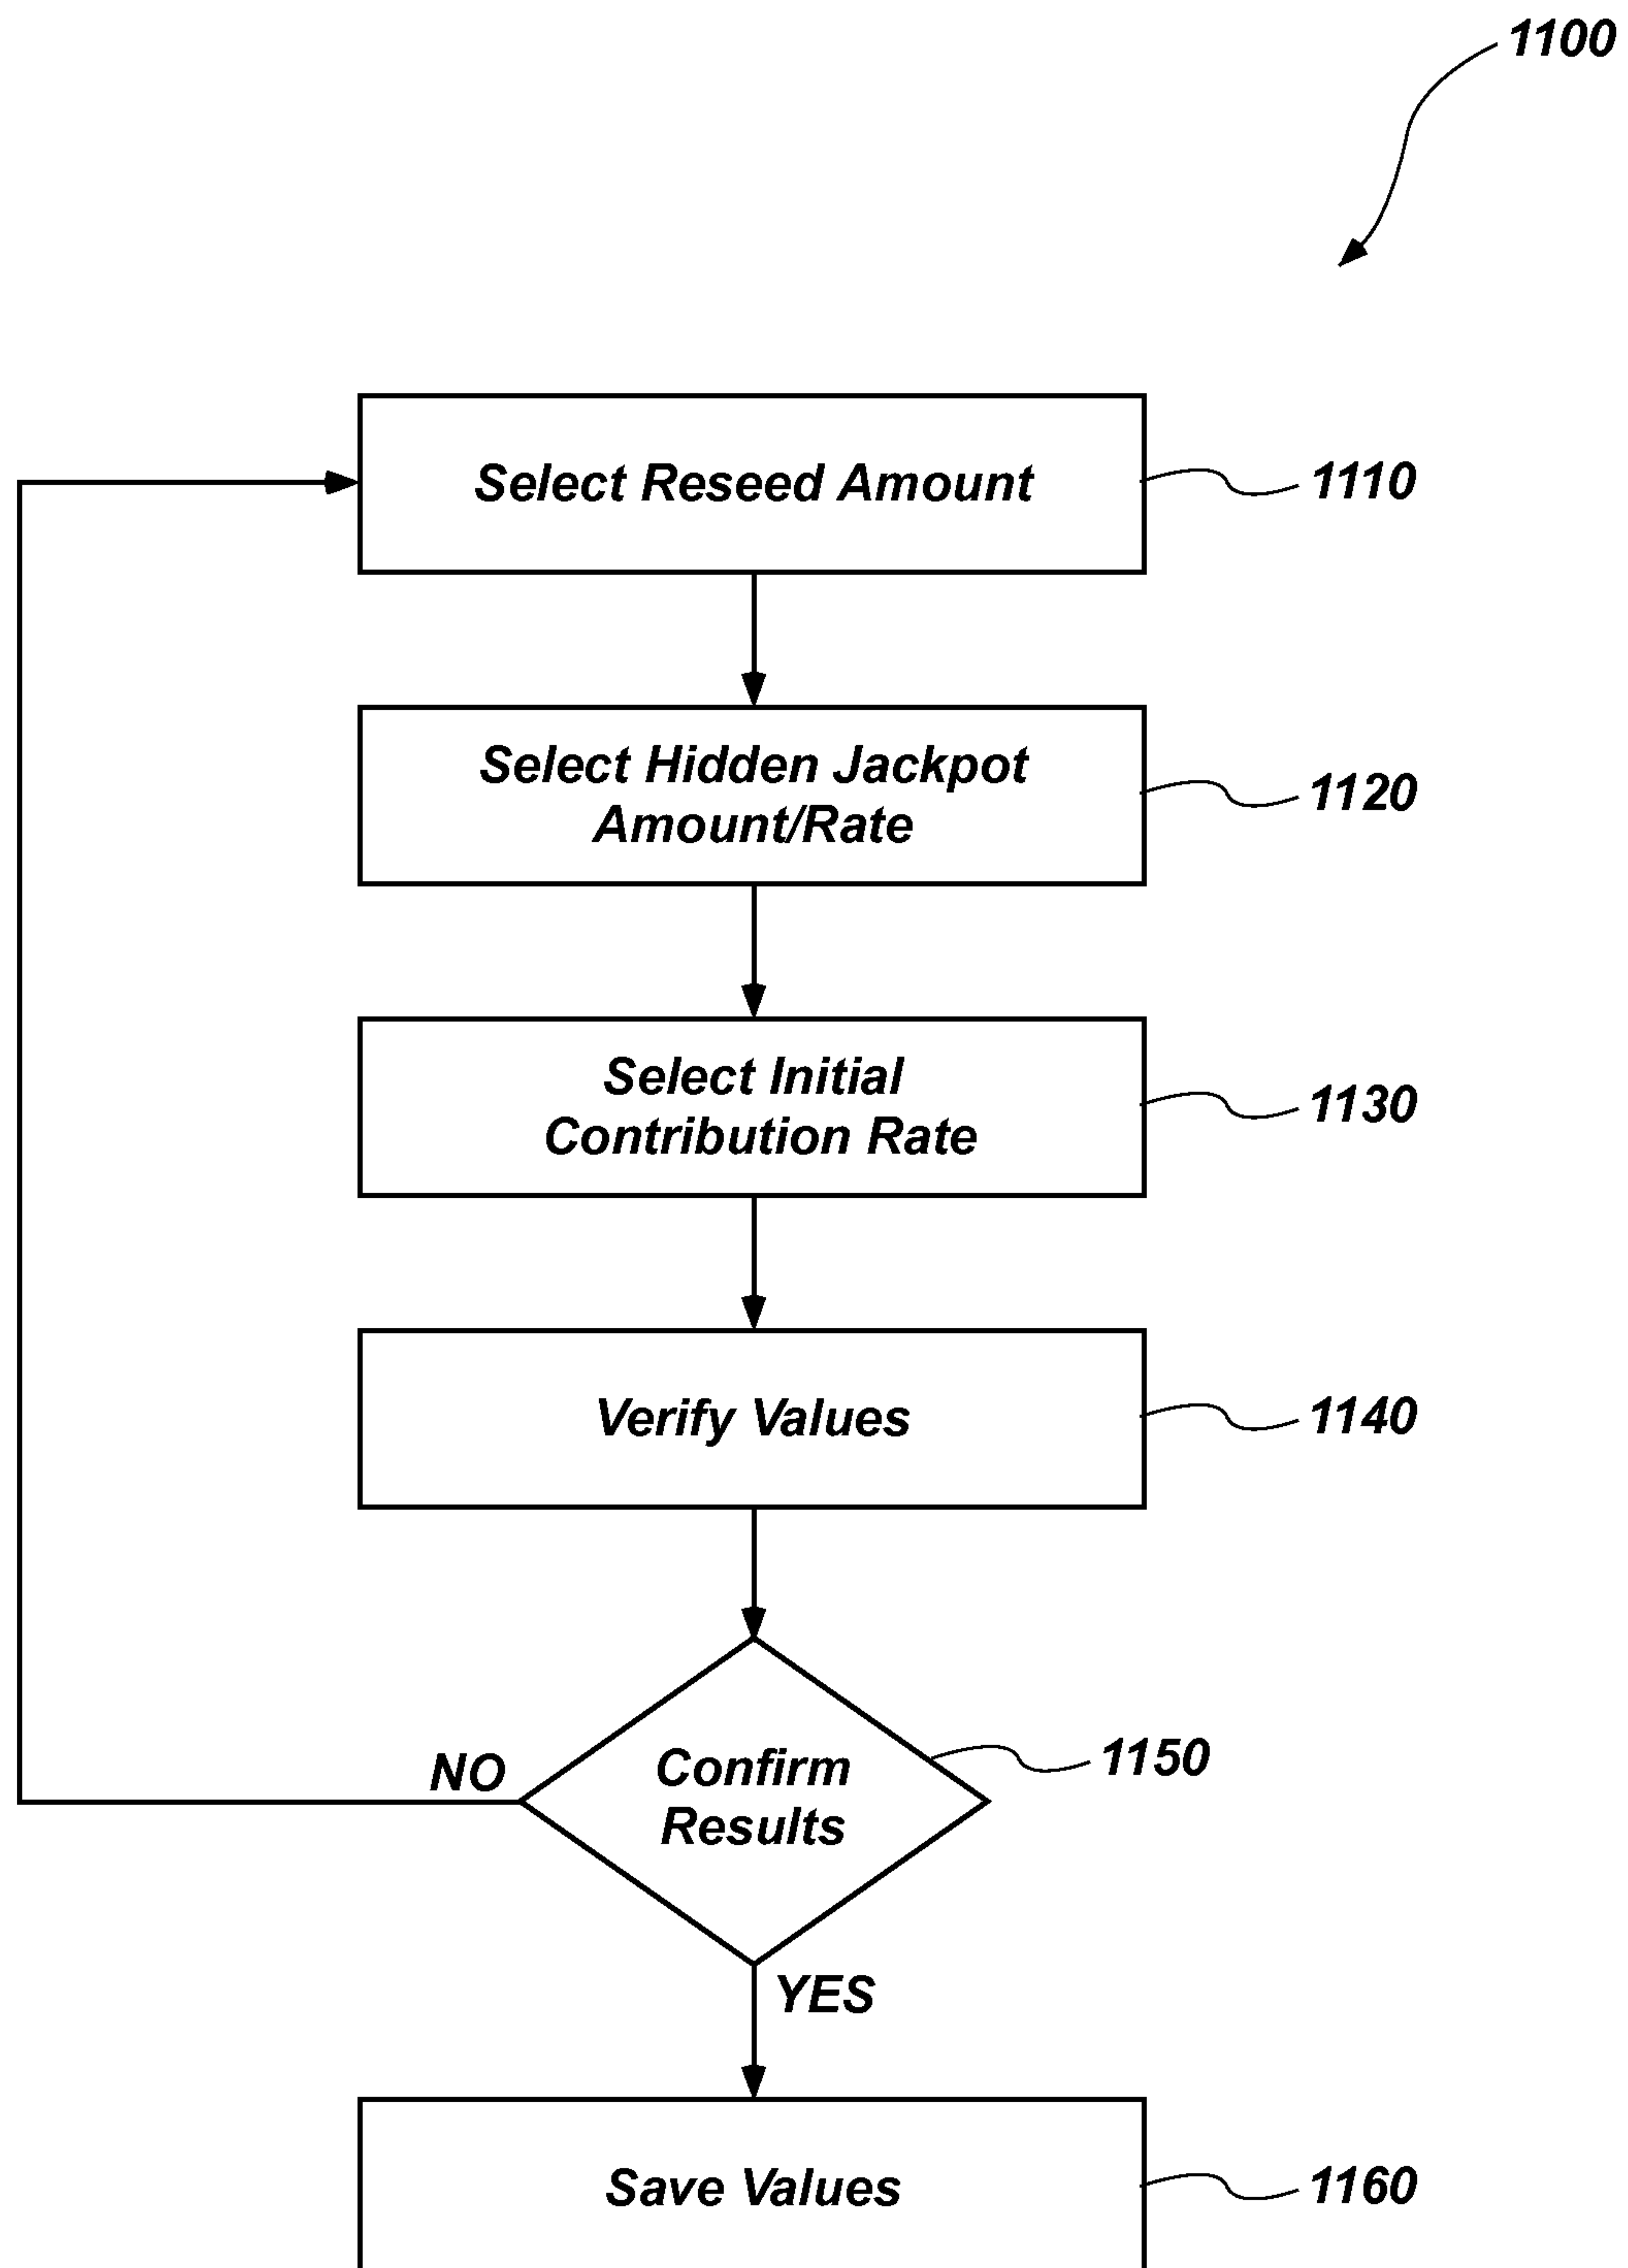 1100
Select Reseed Amount
1110
Select Hidden Jackpot
Amount/Rate
1120
Select Initial
Contribution Rate
1130
Verify Values
1140
Confirm
Results
1150
NO
YES
Save Values
1160